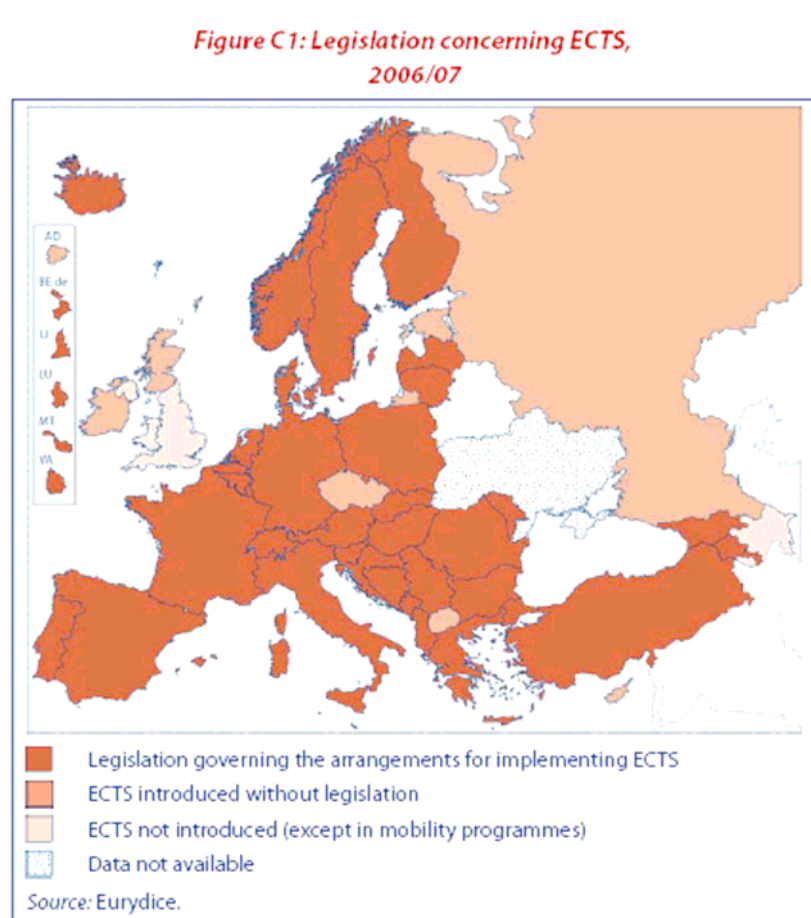 Figure C1: Legislation concerning ECTS,
2006/07
AD
BE de
LI
LU
MT
VA
Legislation governing the arrangements for implementing ECTS
ECTS introduced without legislation
ECTS not introduced (except in mobility programmes)
Data not available
Source: Eurydice.